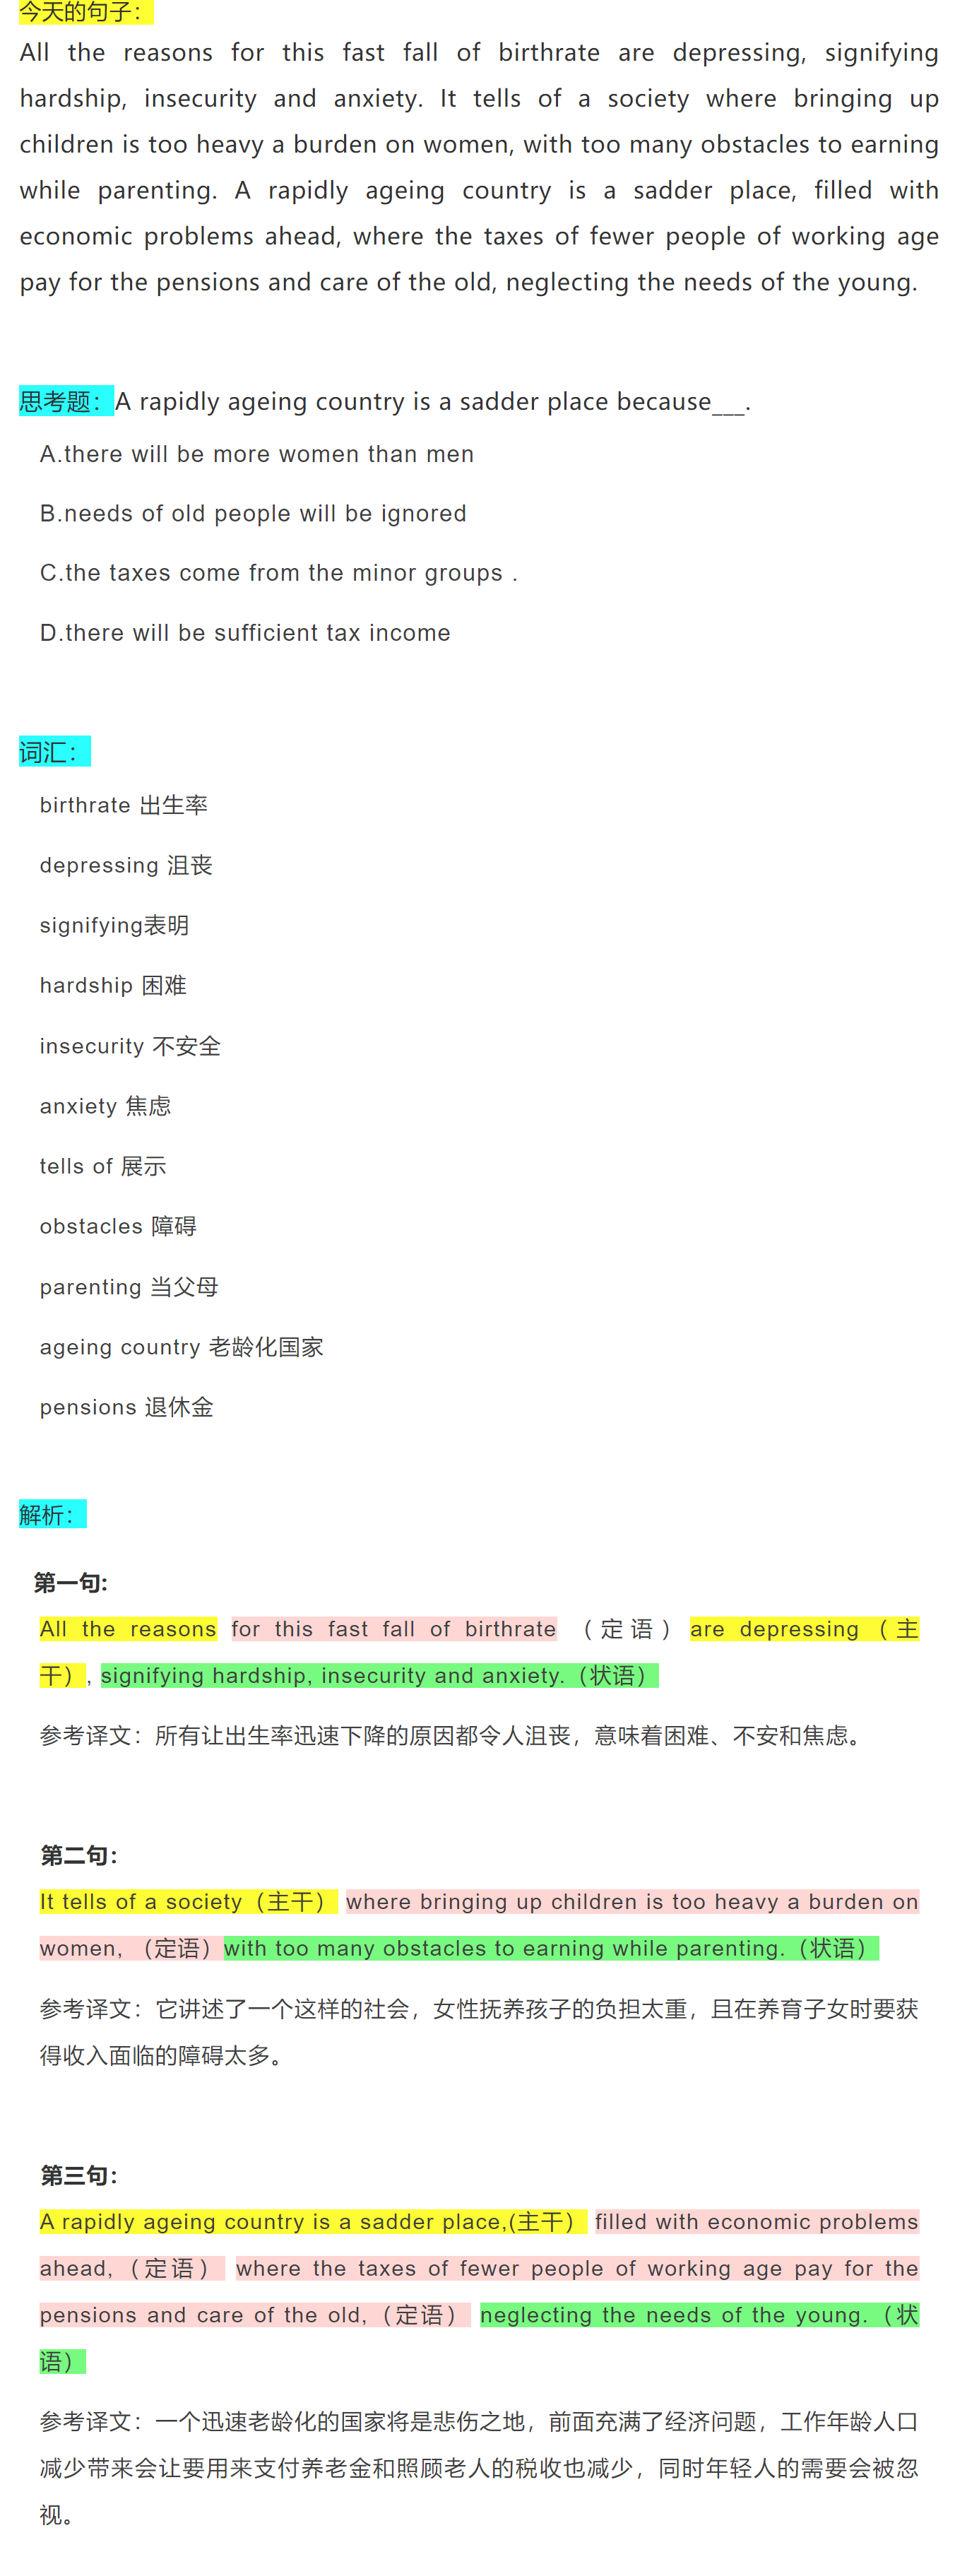 今天的句子：
All the reasons for this fast fall of birthrate are depressing, signifying
hardship, insecurity and anxiety. It tells of a society where bringing up
children is too heavy a burden on women, with too many obstacles to earning
while parenting. A rapidly ageing country is a sadder place, filled with
economic problems ahead, where the taxes of fewer people of working age
pay for the pensions and care of the old, neglecting the needs of the young.
思考题：A rapidly ageing country is a sadder place because___.
A.there will be more women than men
B.needs of old people will be ignored
C.the taxes come from the minor groups .
D.there will be sufficient tax income
词汇：
birthrate 出生率
depressing 沮丧
signifying表明
hardship 困难
insecurity 不安全
anxiety 焦虑
tells of 展示
obstacles 障碍
parenting 当父母
ageing country 老龄化国家
pensions 退休金
解析：
第一句:
All the reasons for this fast fall of birthrate （定语）are depressing（主
干）, signifying hardship, insecurity and anxiety.（状语）
参考译文：所有让出生率迅速下降的原因都令人沮丧，意味着困难、不安和焦虑。
第二句：
It tells of a society（主干） where bringing up children is too heavy a burden on
women, （定语）with too many obstacles to earning while parenting.（状语）
参考译文：它讲述了一个这样的社会，女性抚养孩子的负担太重，且在养育子女时要获
得收入面临的障碍太多。
第三句：
A rapidly ageing country is a sadder place,(主干） filled with economic problems
ahead,（定语） where the taxes of fewer people of working age pay for the
pensions and care of the old,（定语） neglecting the needs of the young.（状
语）
参考译文：一个迅速老龄化的国家将是悲伤之地，前面充满了经济问题，工作年龄人口
减少带来会让要用来支付养老金和照顾老人的税收也减少，同时年轻人的需要会被忽
视。